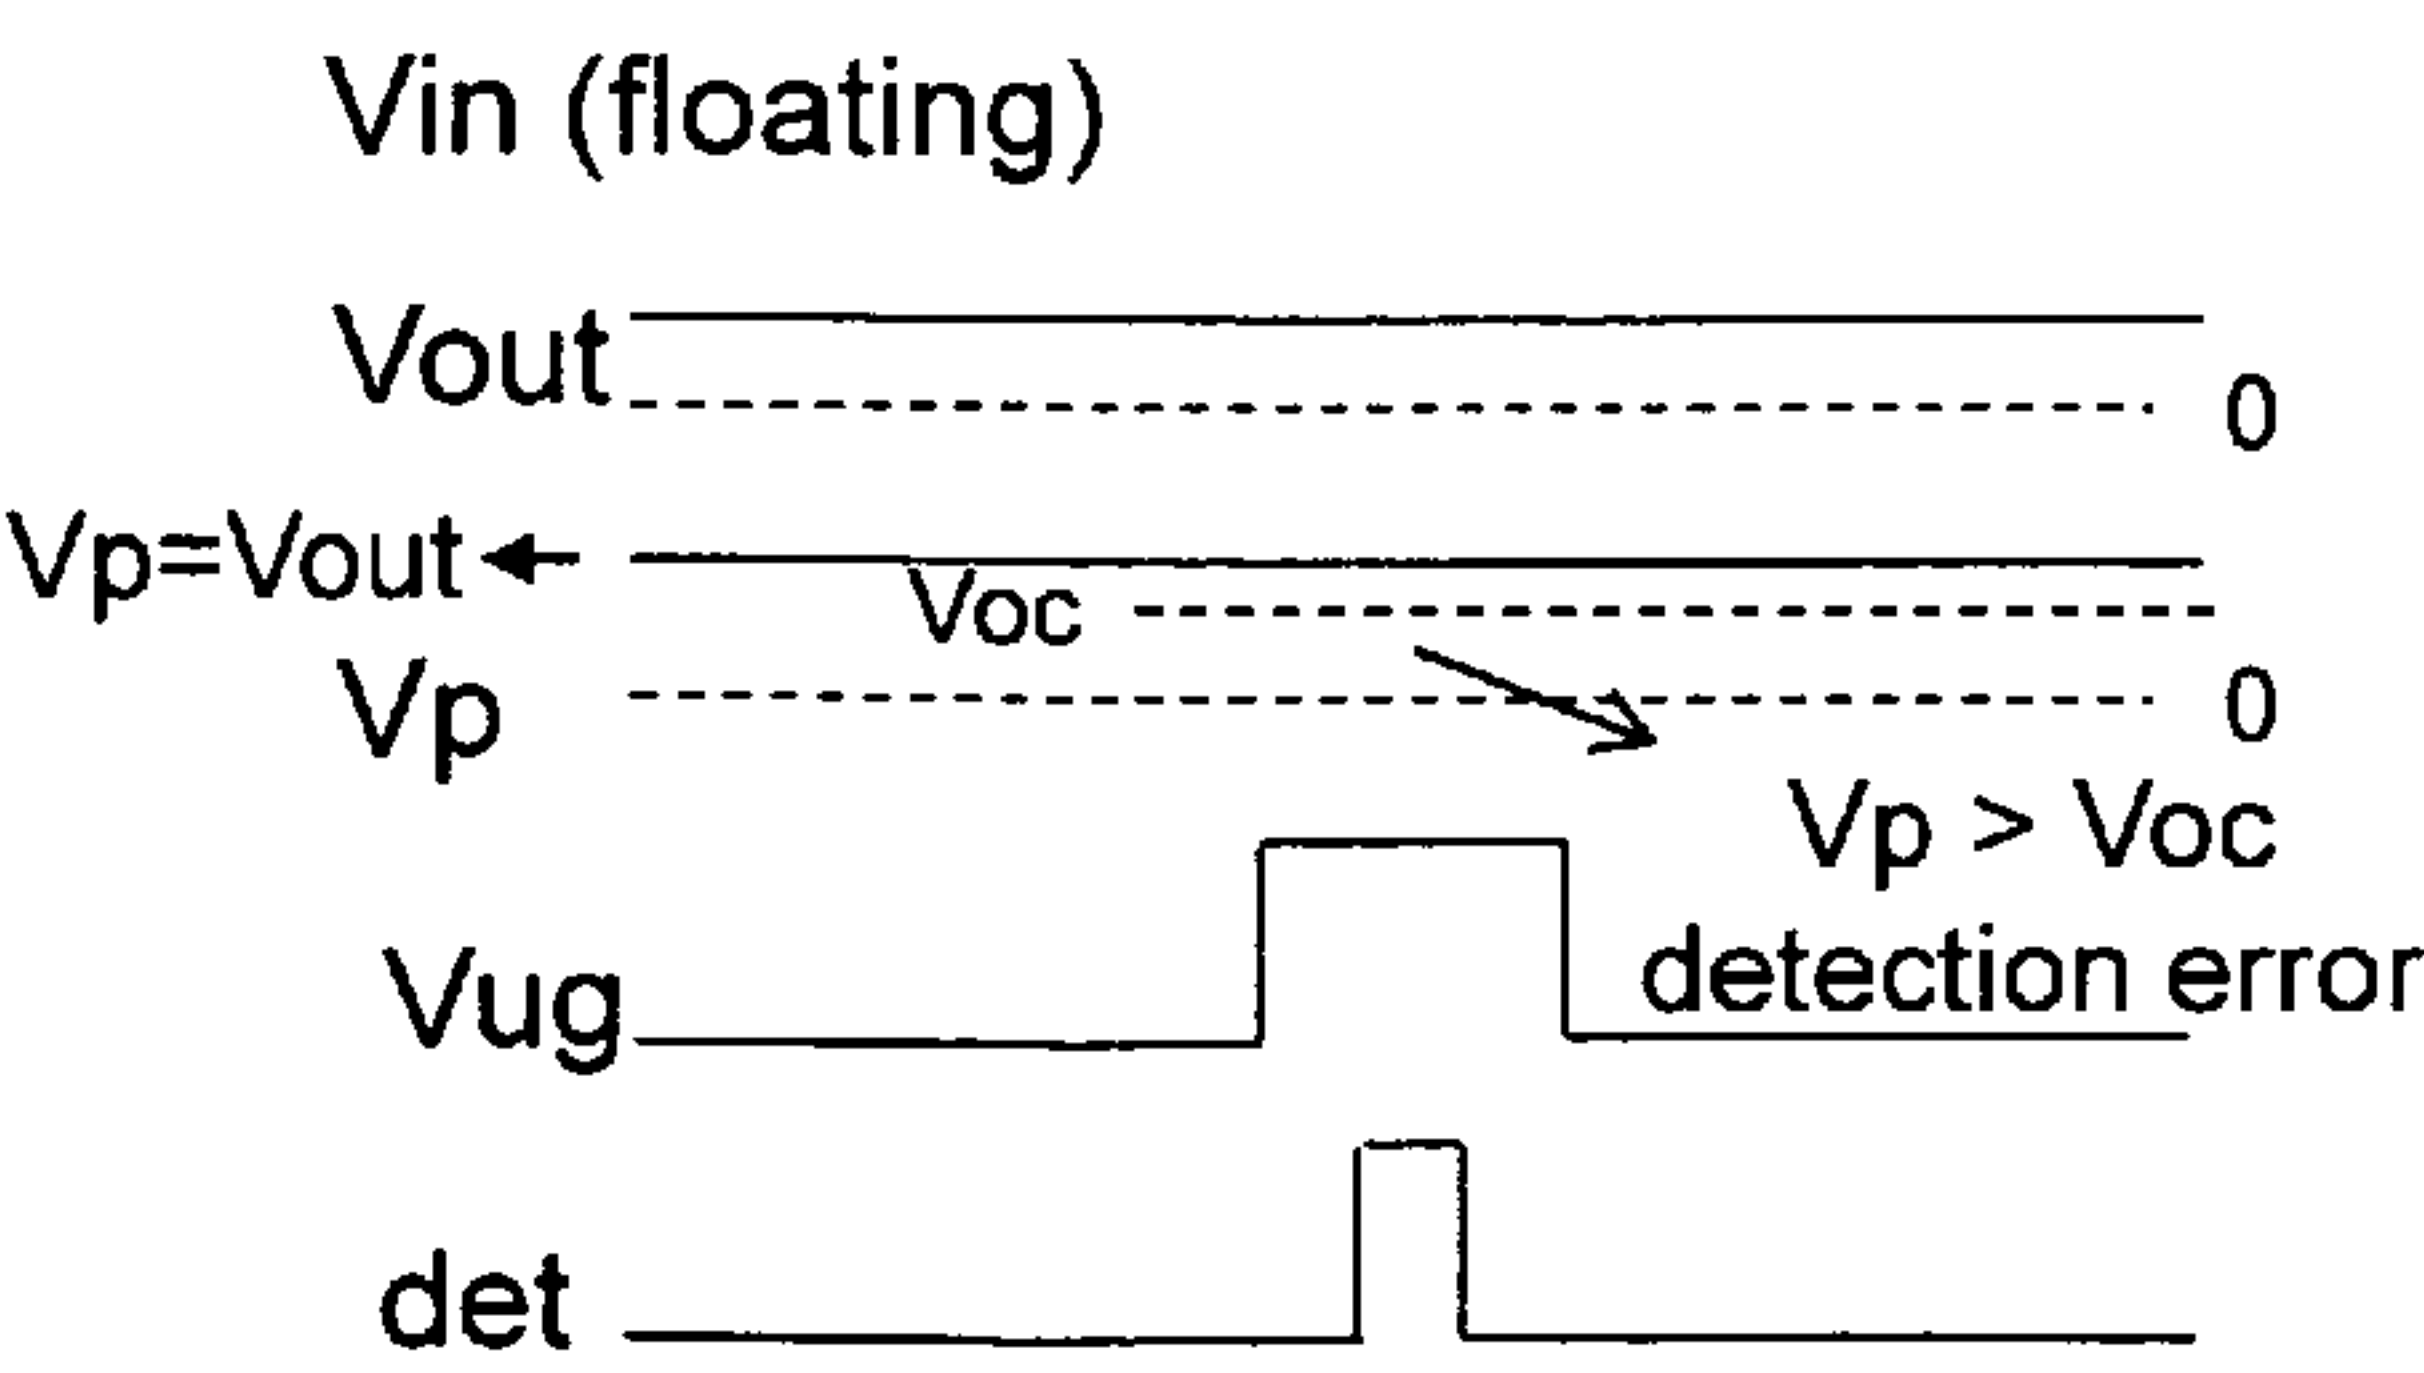 Vin (floating)
Vout
0
Vp=Vout
Voc
Vp
0
Vp > Voc
Vug
detection error
det